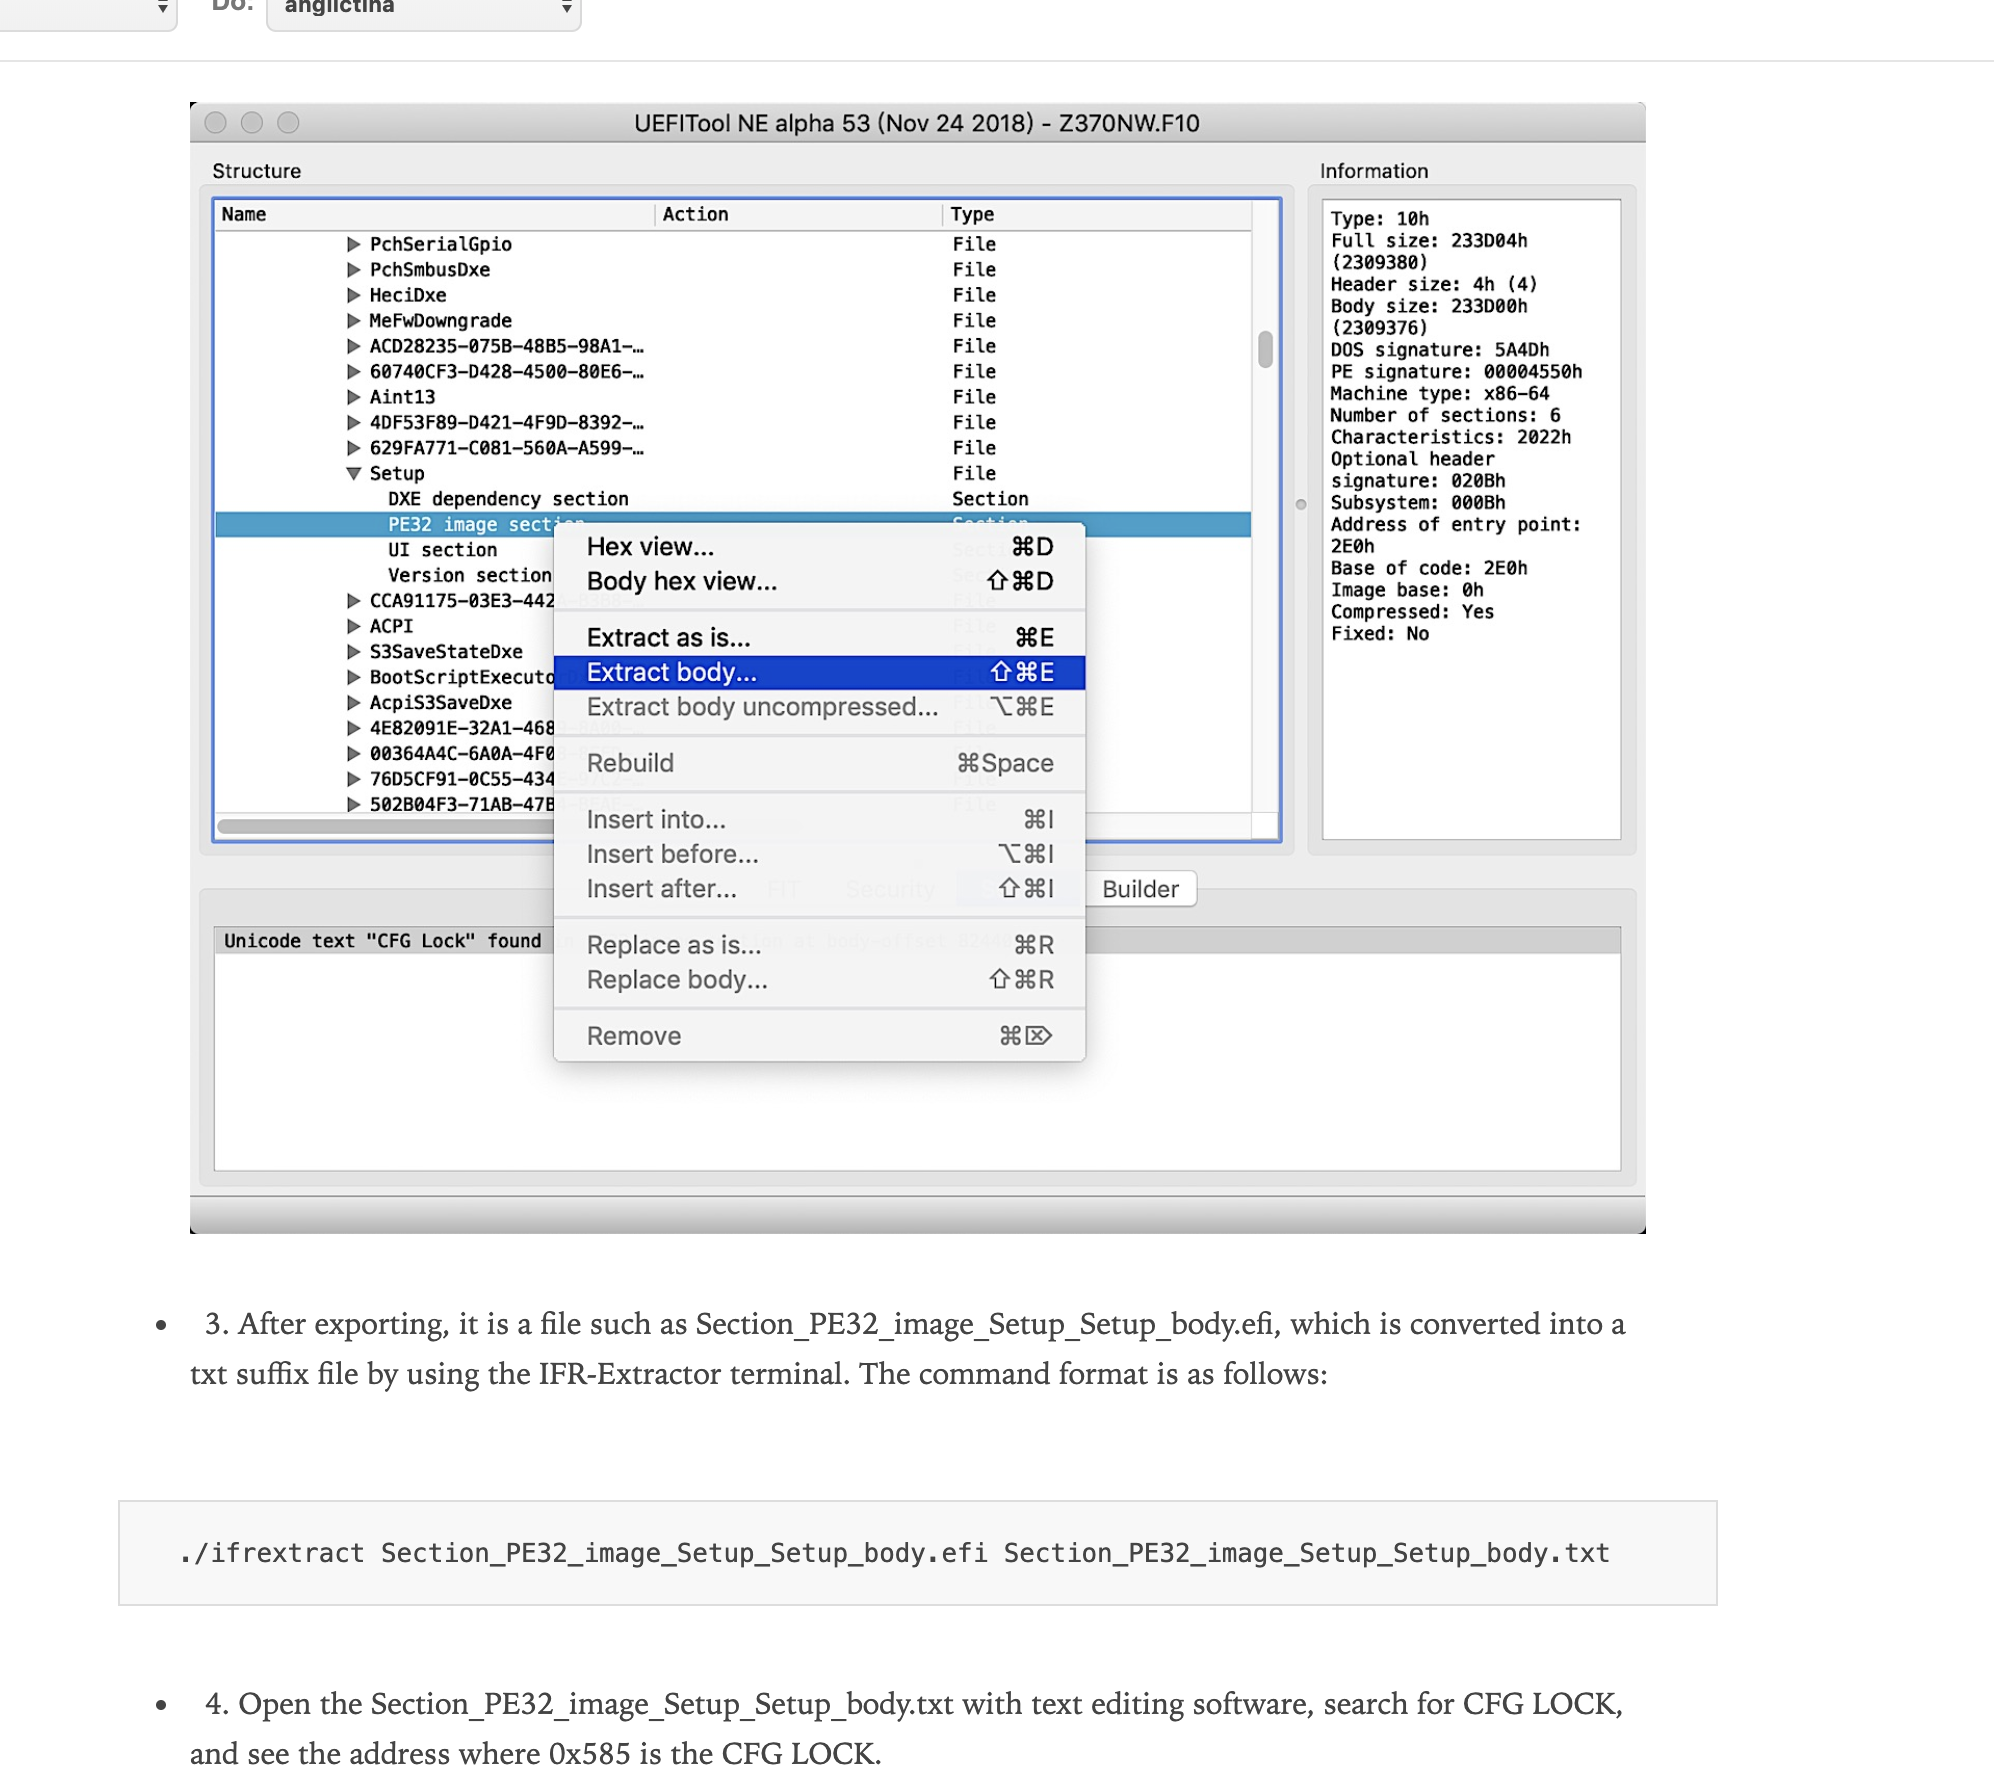 Do: angličtina
UEFITool NE alpha 53 (Nov 24 2018) - Z370NW.F10
Structure
Name Action Type
PchSerialGpio File
PchSmbusDxe File
HeciDxe File
MeFwDowngrade File
ACD28235-075B-48B5-98A1-… File
60740CF3-D428-4500-80E6-… File
Aint13 File
4DF53F89-D421-4F9D-8392-… File
629FA771-C081-560A-A599-… File
Setup File
DXE dependency section Section
PE32 image section Section
UI section
Version section
CCA91175-03E3-442
ACPI
S3SaveStateDxe
BootScriptExecuto
AcpiS3SaveDxe
4E82091E-32A1-468
00364A4C-6A0A-4F0
76D5CF91-0C55-434
502B04F3-71AB-47B
Hex view... ⌘D
Body hex view... ⇧⌘D
Extract as is... ⌘E
Extract body... ⇧⌘E
Extract body uncompressed... ⌥⌘E
Rebuild ⌘Space
Insert into... ⌘I
Insert before... ⌥⌘I
Insert after... ⇧⌘I
Replace as is... ⌘R
Replace body... ⇧⌘R
Remove ⌘⌦
FIT Security Builder
Unicode text "CFG Lock" found
Information
Type: 10h
Full size: 233D04h
(2309380)
Header size: 4h (4)
Body size: 233D00h
(2309376)
DOS signature: 5A4Dh
PE signature: 00004550h
Machine type: x86-64
Number of sections: 6
Characteristics: 2022h
Optional header
signature: 020Bh
Subsystem: 000Bh
Address of entry point:
2E0h
Base of code: 2E0h
Image base: 0h
Compressed: Yes
Fixed: No
• 3. After exporting, it is a file such as Section_PE32_image_Setup_Setup_body.efi, which is converted into a
txt suffix file by using the IFR-Extractor terminal. The command format is as follows:
./ifrextract Section_PE32_image_Setup_Setup_body.efi Section_PE32_image_Setup_Setup_body.txt
• 4. Open the Section_PE32_image_Setup_Setup_body.txt with text editing software, search for CFG LOCK,
and see the address where 0x585 is the CFG LOCK.